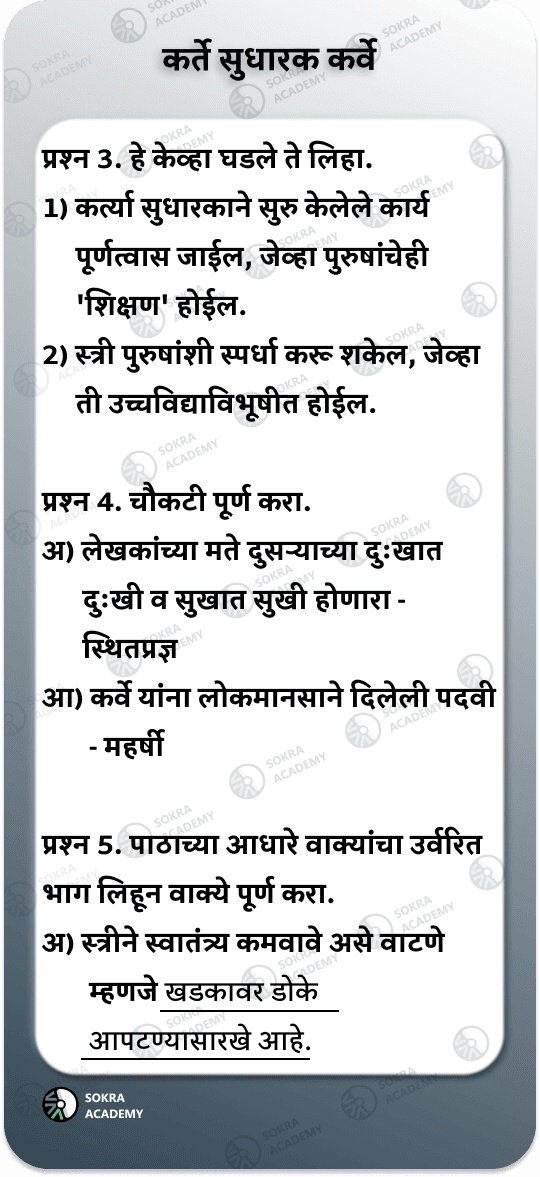 कर्ते सुधारक कर्वे
प्रश्न 3. हे केव्हा घडले ते लिहा.
1) कर्त्या सुधारकाने सुरु केलेले कार्य
पूर्णत्वास जाईल, जेव्हा पुरुषांचेही
'शिक्षण' होईल.
2) स्त्री पुरुषांशी स्पर्धा करू शकेल, जेव्हा
ती उच्चविद्याविभूषीत होईल.
प्रश्न 4. चौकटी पूर्ण करा.
अ) लेखकांच्या मते दुसऱ्याच्या दुःखात
दुःखी व सुखात सुखी होणारा -
स्थितप्रज्ञ
आ) कर्वे यांना लोकमानसाने दिलेली पदवी
- महर्षी
प्रश्न 5. पाठाच्या आधारे वाक्यांचा उर्वरित
भाग लिहून वाक्ये पूर्ण करा.
अ) स्त्रीने स्वातंत्र्य कमवावे असे वाटणे
म्हणजे खडकावर डोके
आपटण्यासारखे आहे.
SOKRA
ACADEMY